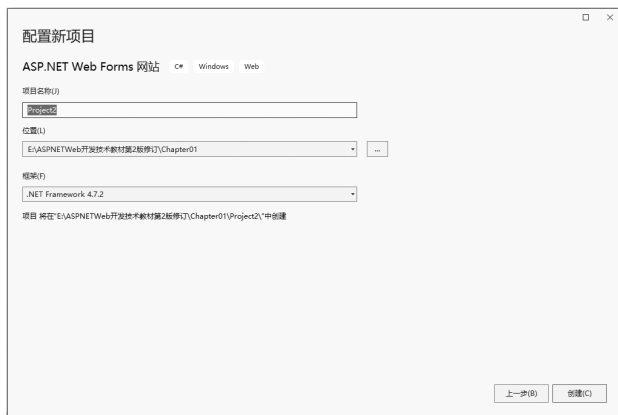 配置新项目
ASP.NET Web Forms 网站 C# Windows Web
项目名称(J)
Project2
位置(L)
E:\ASPNETWeb开发技术教材第2版修订\Chapter01
...
框架(F)
.NET Framework 4.7.2
项目 将在"E:\ASPNETWeb开发技术教材第2版修订\Chapter01\Project2\"中创建
上一步(B) 创建(C)